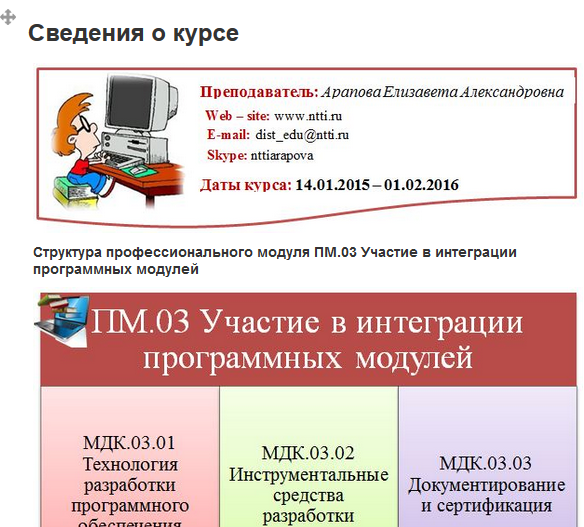 Сведения о курсе
Преподаватель: Арапова Елизавета Александровна
Web – site: www.ntti.ru
E-mail: dist_edu@ntti.ru
Skype: nttiarapova
Даты курса: 14.01.2015 – 01.02.2016
Структура профессионального модуля ПМ.03 Участие в интеграции
программных модулей
ПМ.03 Участие в интеграции
программных модулей
МДК.03.01
Технология
разработки
программного
обеспечения
МДК.03.02
Инструментальные
средства
разработки
МДК.03.03
Документирование
и сертификация